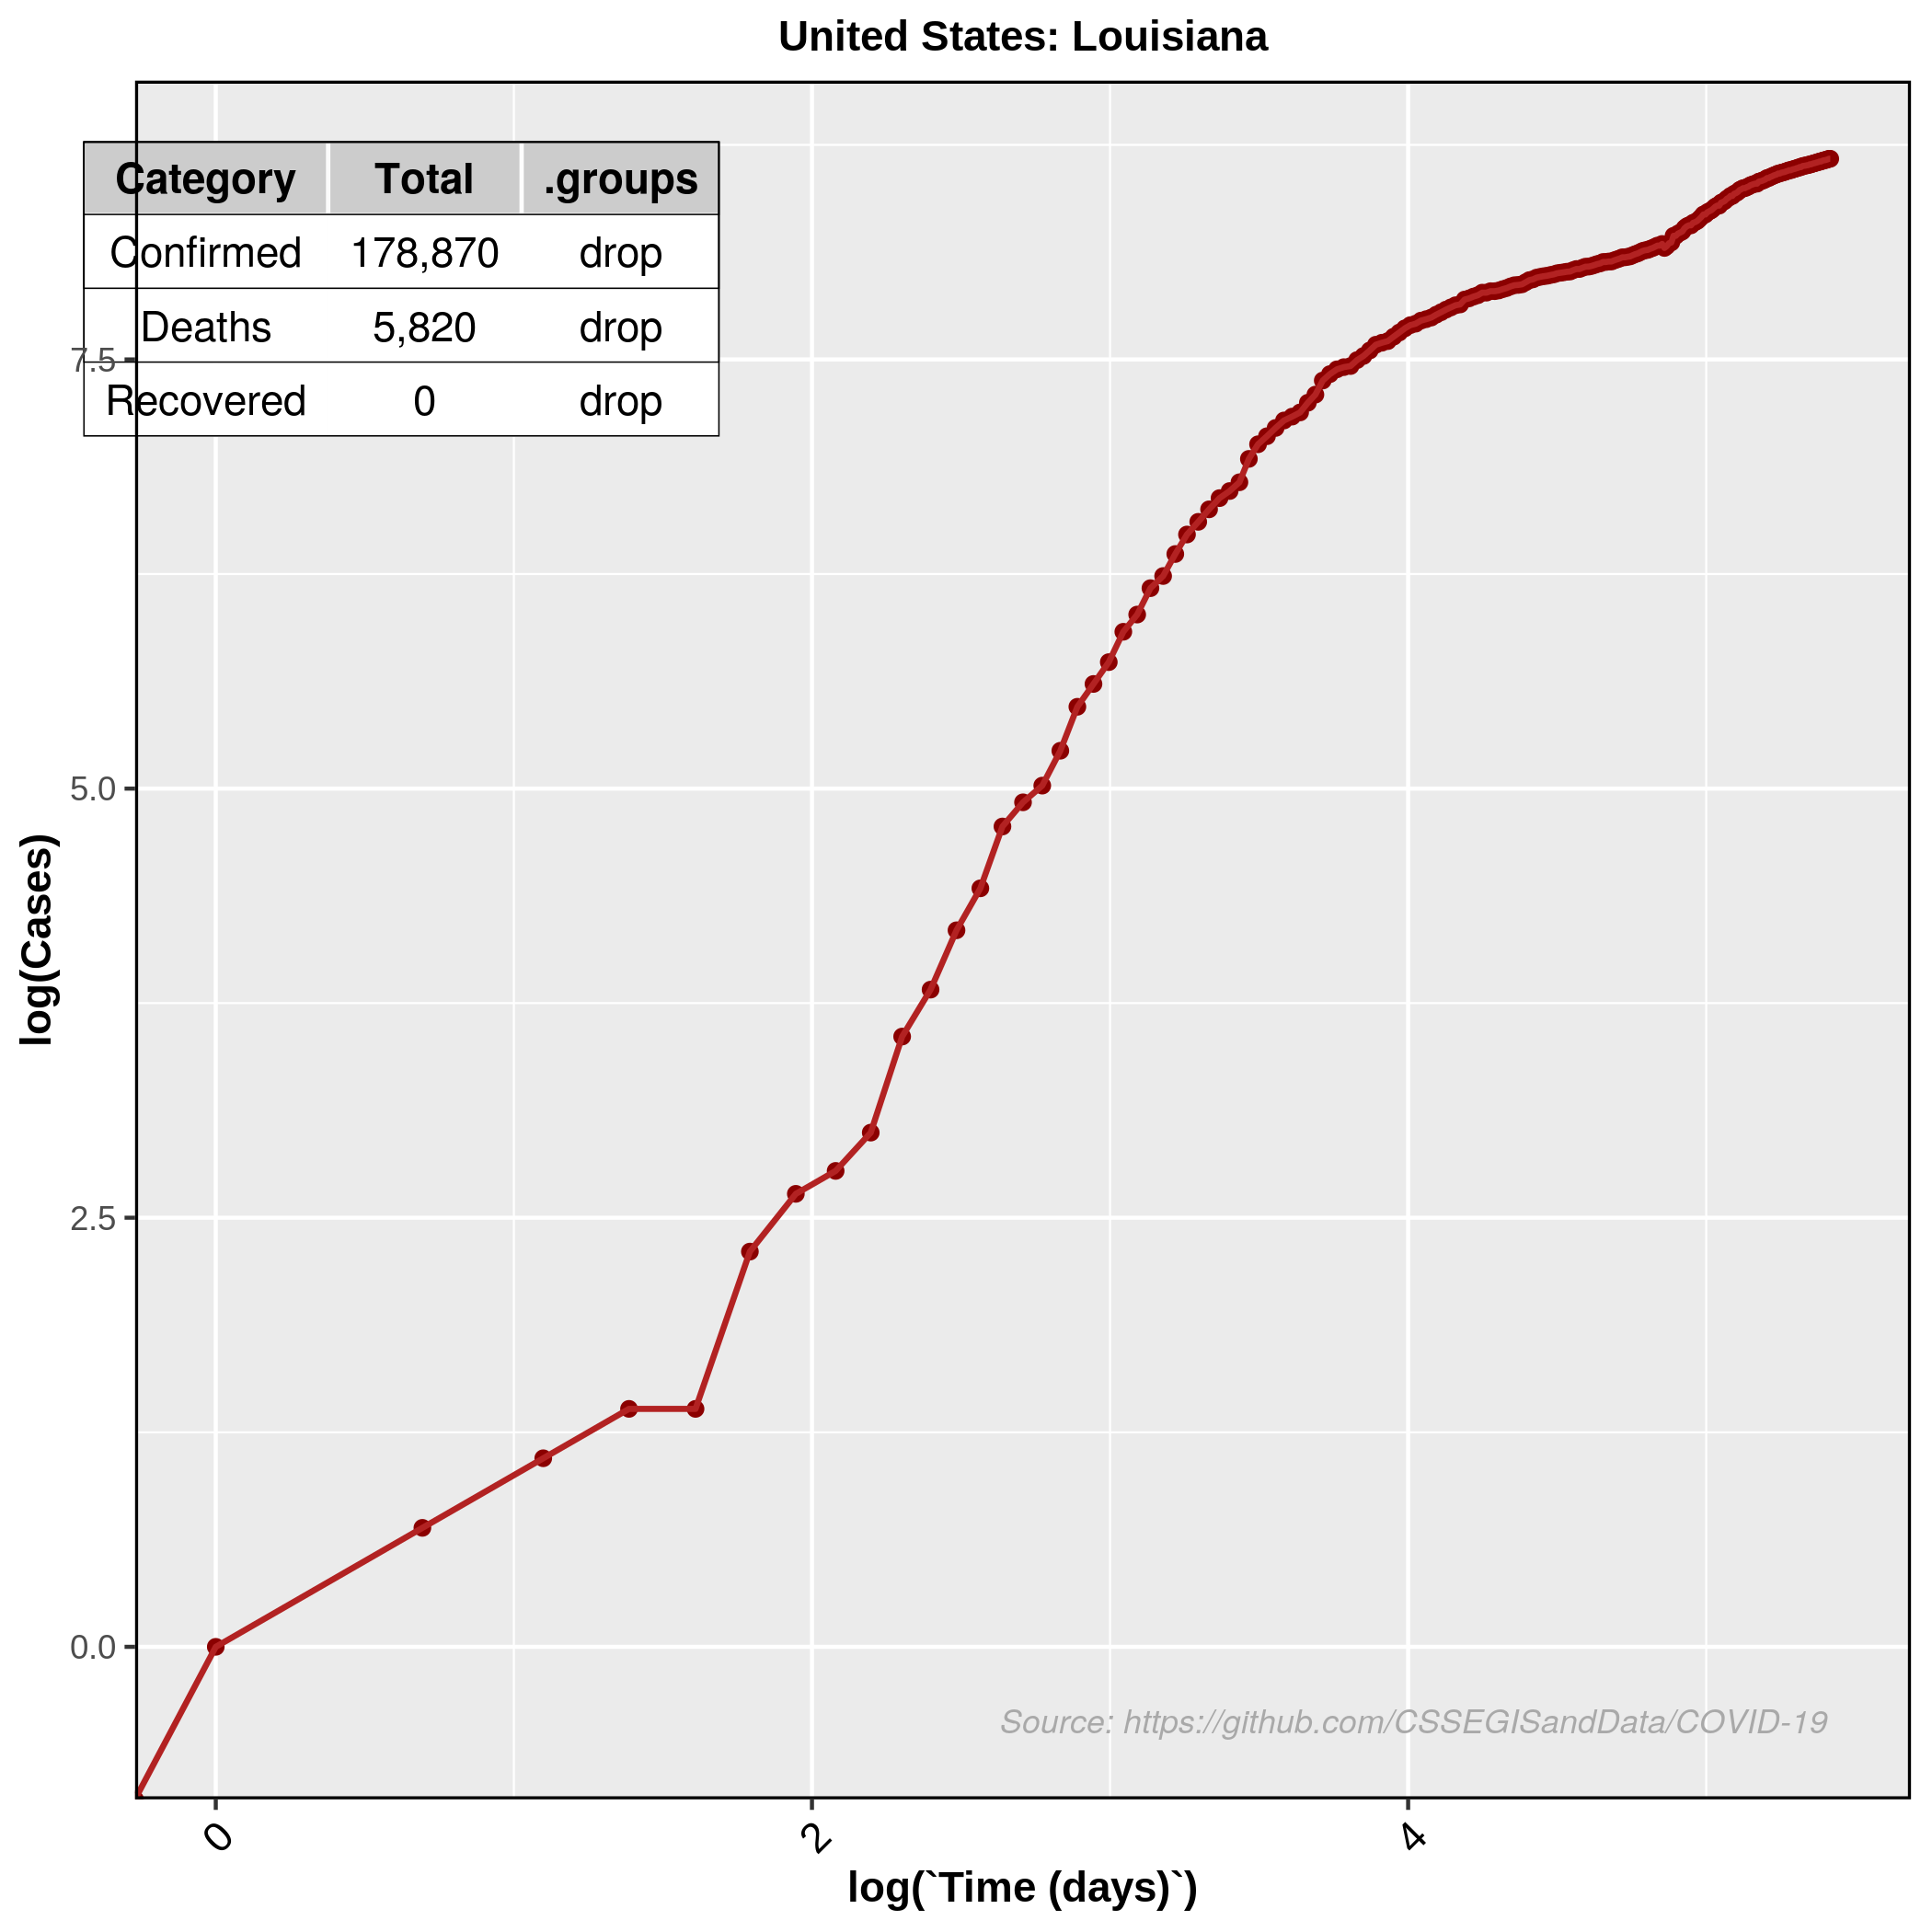 United States: Louisiana
Category Total .groups
Confirmed 178,870 drop
Deaths 5,820 drop
Recovered 0 drop
7.5
5.0
2.5
0.0
log(Cases)
Source: https://github.com/CSSEGISandData/COVID-19
0 2 4
log(`Time (days)`)